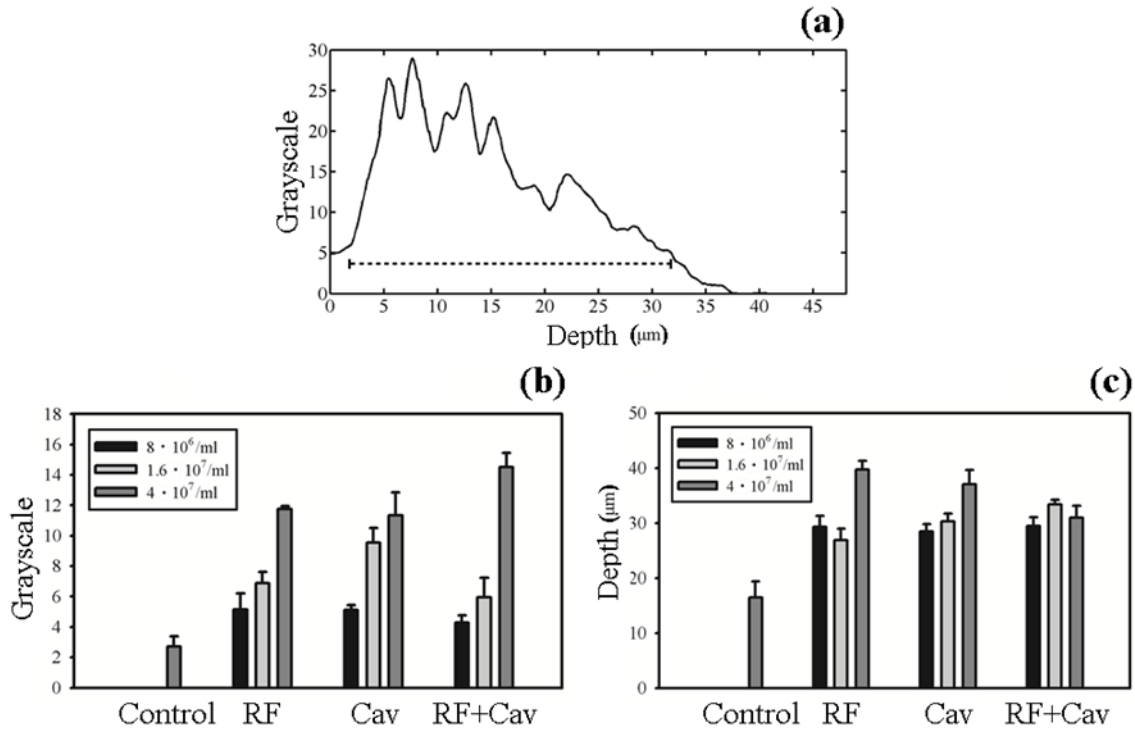 (a)
30
25
20
15
10
5
0
Grayscale
0 5 10 15 20 25 30 35 40 45
Depth (μm)
(b)
18
16
14
12
10
8
6
4
2
0
Grayscale
8 · 10⁶/ml
1.6 · 10⁷/ml
4 · 10⁷/ml
Control RF Cav RF+Cav
(c)
50
40
30
20
10
0
Depth (μm)
8 · 10⁶/ml
1.6 · 10⁷/ml
4 · 10⁷/ml
Control RF Cav RF+Cav